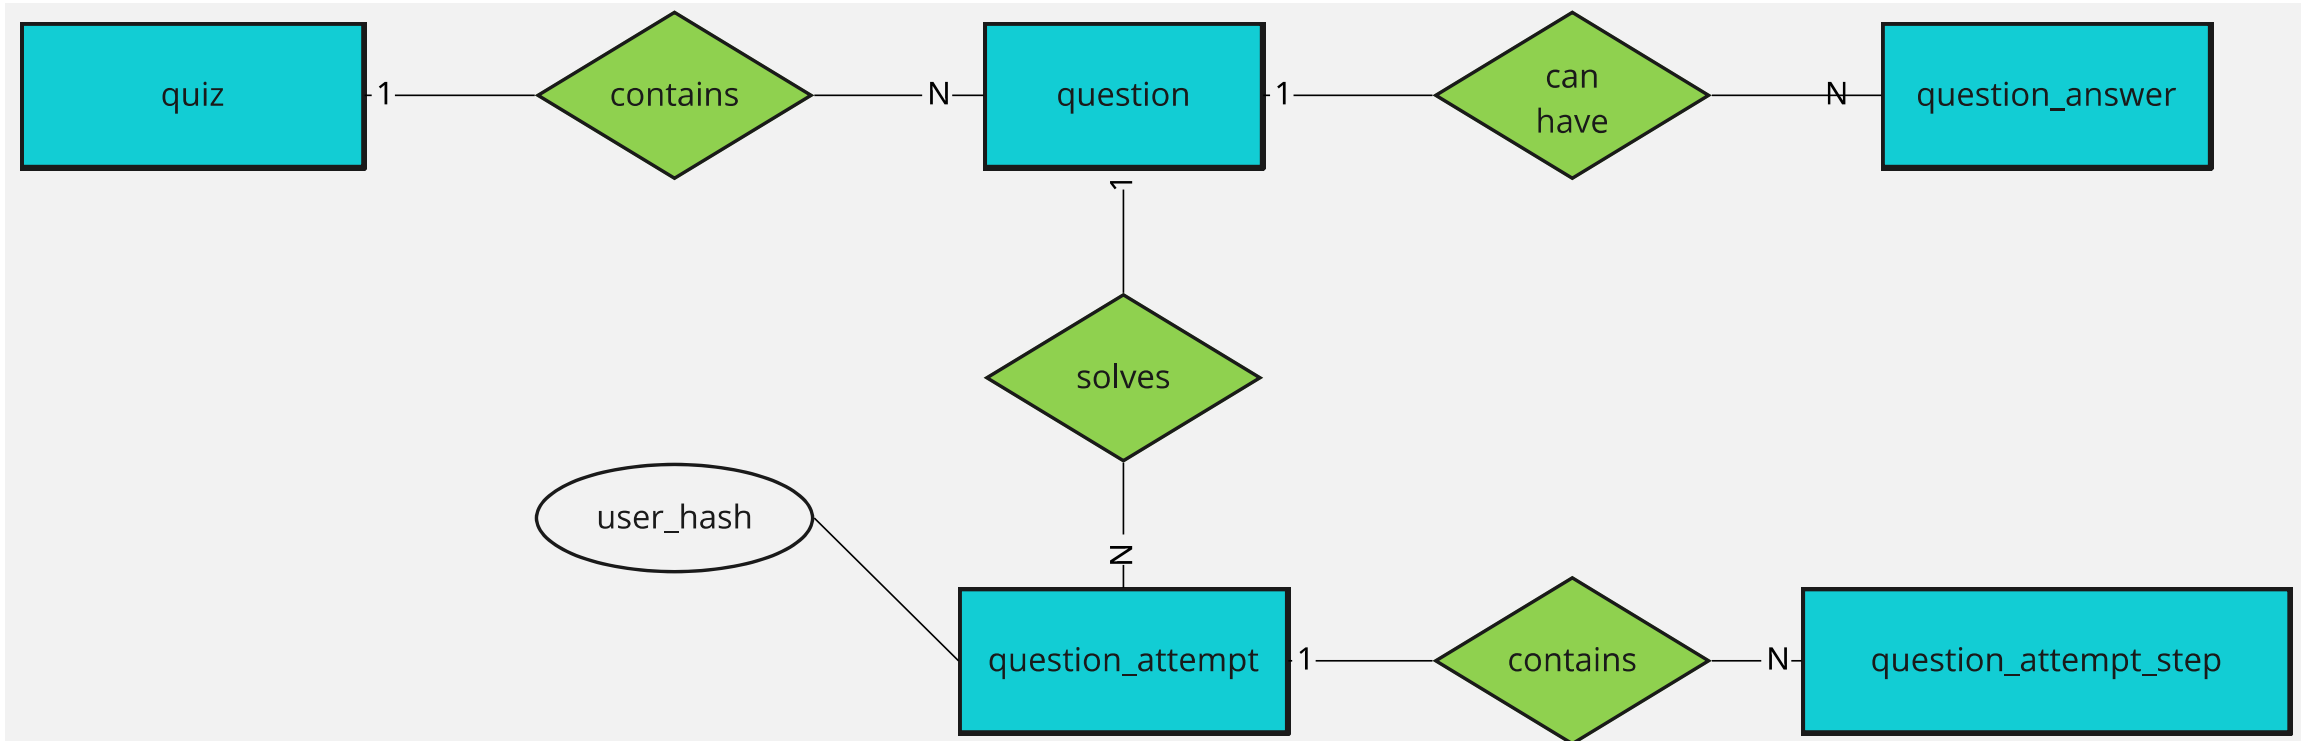 quiz
1
contains
N
question
1
can
have
N
question_answer
1
solves
N
user_hash
question_attempt
1
contains
N
question_attempt_step